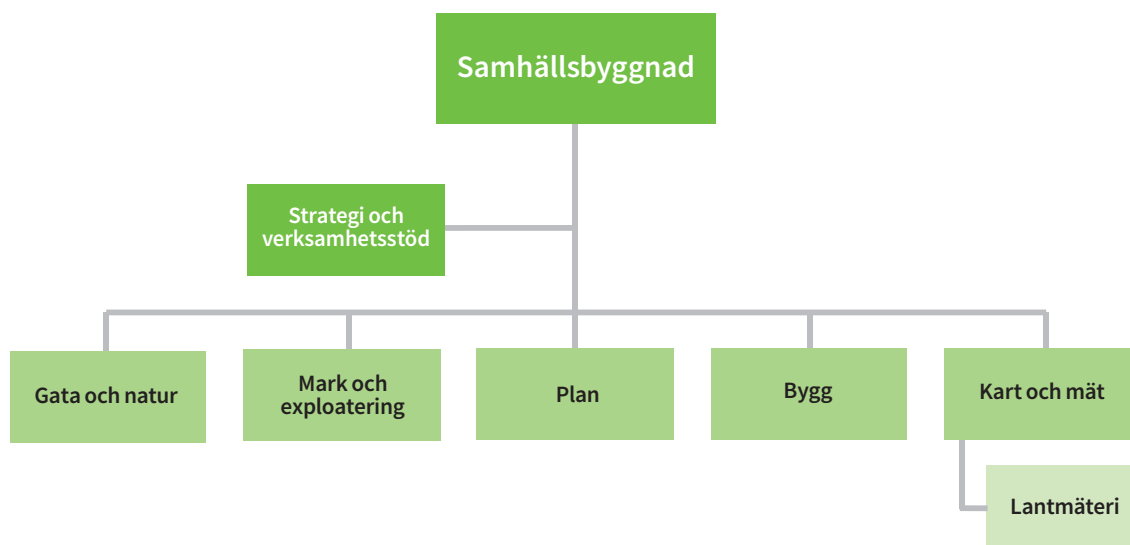 Samhällsbyggnad
Strategi och
verksamhetsstöd
Gata och natur
Mark och
exploatering
Plan
Bygg
Kart och mät
Lantmäteri